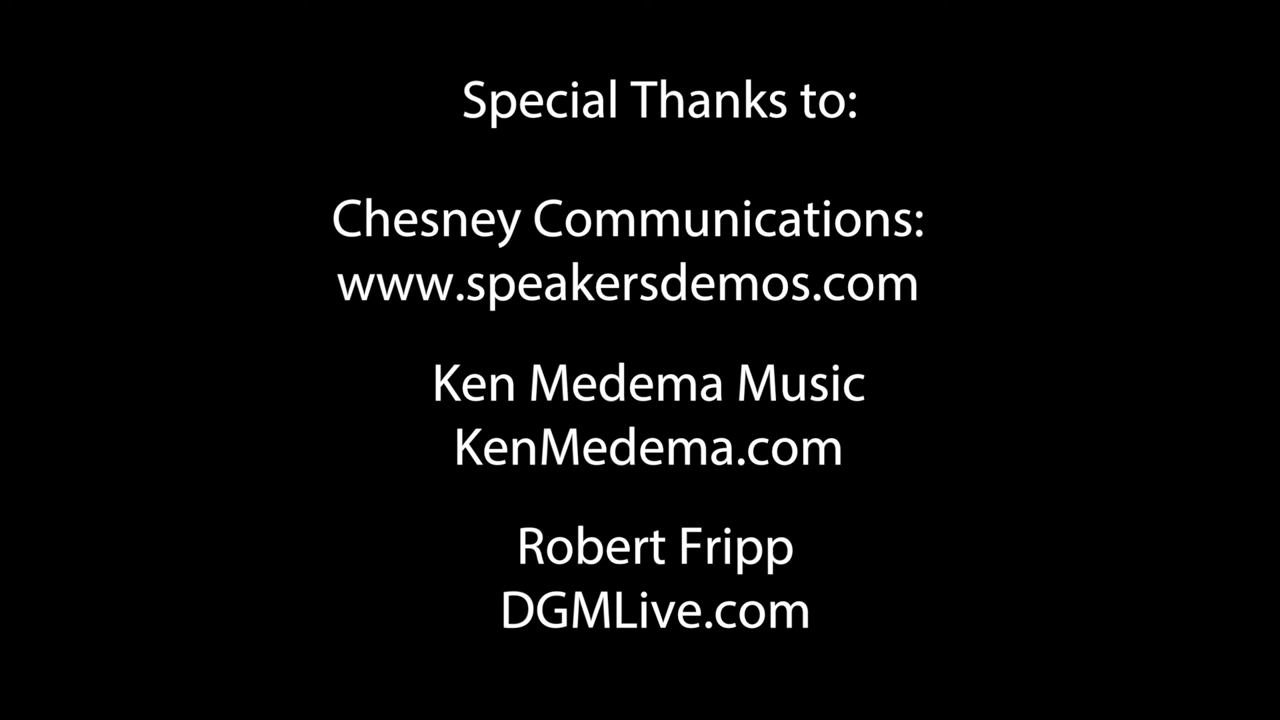 Special Thanks to:
Chesney Communications:
www.speakersdemos.com
Ken Medema Music
KenMedema.com
Robert Fripp
DGMLive.com